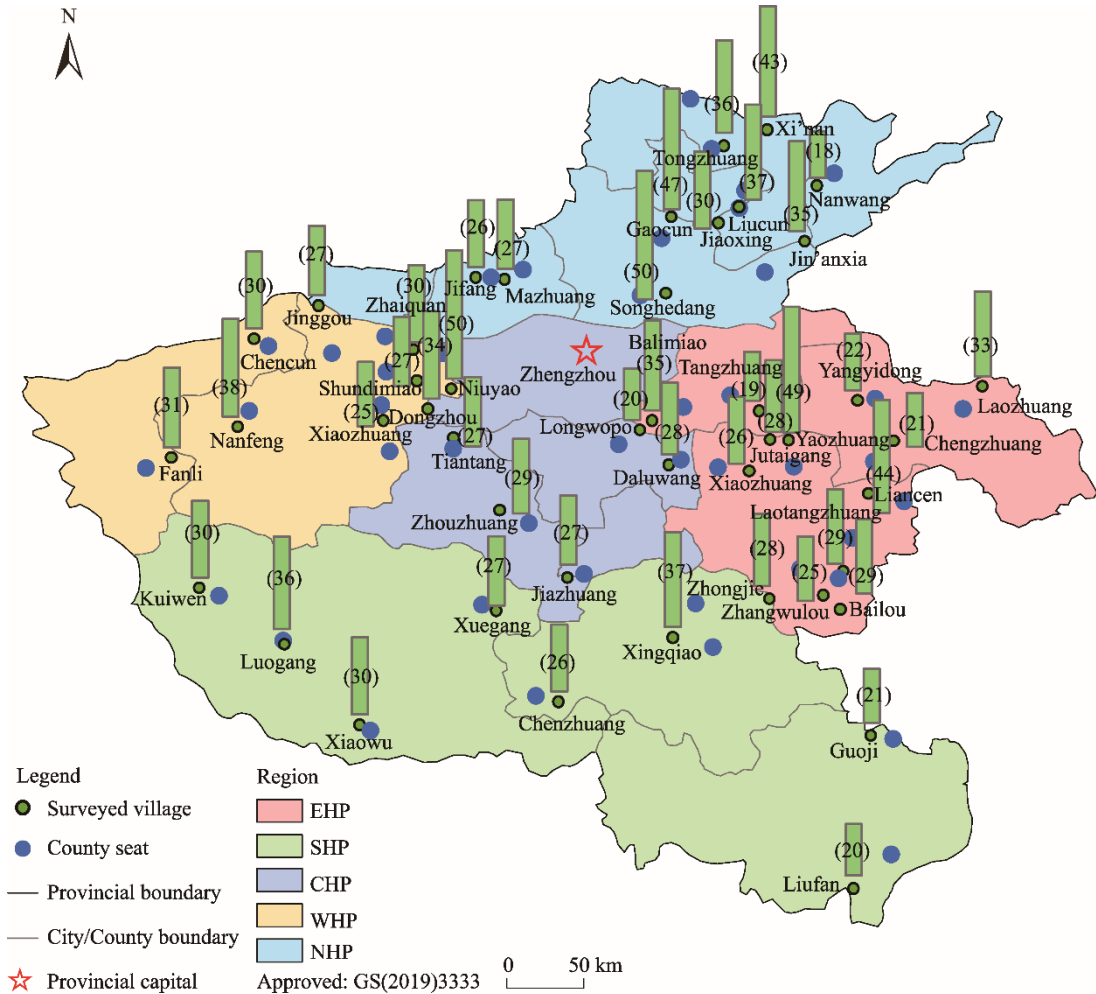 N
(43)
(36)
Xi'nan
Tongzhuang
(18)
(37)
(47)
Nanwang
(30)
(35)
Liucun
Gaocun
Jiaoxing
Jin'anxia
(26)
(27)
(27)
(30)
Jifang
Mazhuang
(50)
Songhedang
(30)
Zhaiquan
Jinggou
(50)
Balimiao
Chencun
(34)
Zhengzhou
(35)
Tangzhuang
(22)
Yangyidong
(33)
(27)
Shundimiao
Niuyao
(19)
(49)
Laozhuang
(38)
(31)
(25)
Dongzhou
(20)
Longwopo
(28)
(28)
(21)
Nanfeng
Xiaozhuang
(27)
Tiantang
(26)
Jutaigang
Yaozhuang
Chengzhuang
Fanli
Daluwang
Xiaozhuang
(44)
Liancen
(29)
Zhouzhuang
Laotangzhuang
(30)
(27)
(28)
(29)
(36)
(27)
(37)
(25)
(29)
Kuiwen
Jiazhuang
Zhongjie
Xuegang
Zhangwulou
Bailou
Luogang
Xingqiao
(26)
(30)
(21)
Chenzhuang
Xiaowu
Guoji
(20)
Liufan
Legend
Surveyed village
County seat
Provincial boundary
City/County boundary
Provincial capital
Region
EHP
SHP
CHP
WHP
NHP
Approved: GS(2019)3333
0 50 km